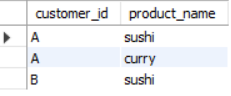 customer_id product_name
A sushi
A curry
B sushi